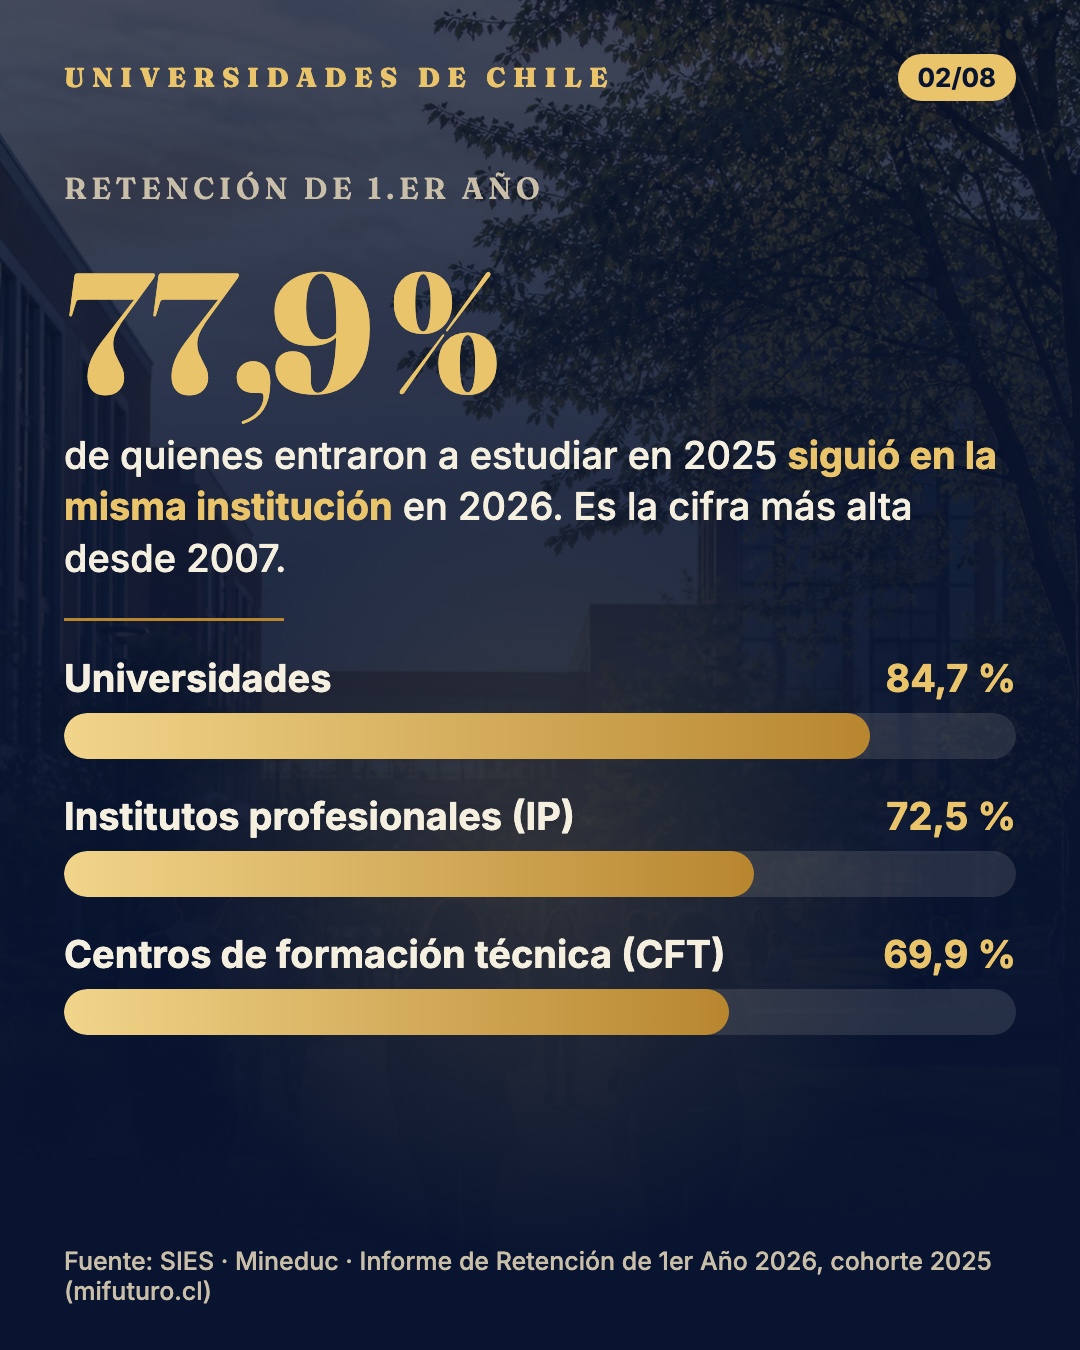 UNIVERSIDADES DE CHILE
02/08
RETENCIÓN DE 1.ER AÑO
77,9 %
de quienes entraron a estudiar en 2025 siguió en la
misma institución en 2026. Es la cifra más alta
desde 2007.
Universidades
84,7 %
Institutos profesionales (IP)
72,5 %
Centros de formación técnica (CFT)
69,9 %
Fuente: SIES · Mineduc · Informe de Retención de 1er Año 2026, cohorte 2025
(mifuturo.cl)